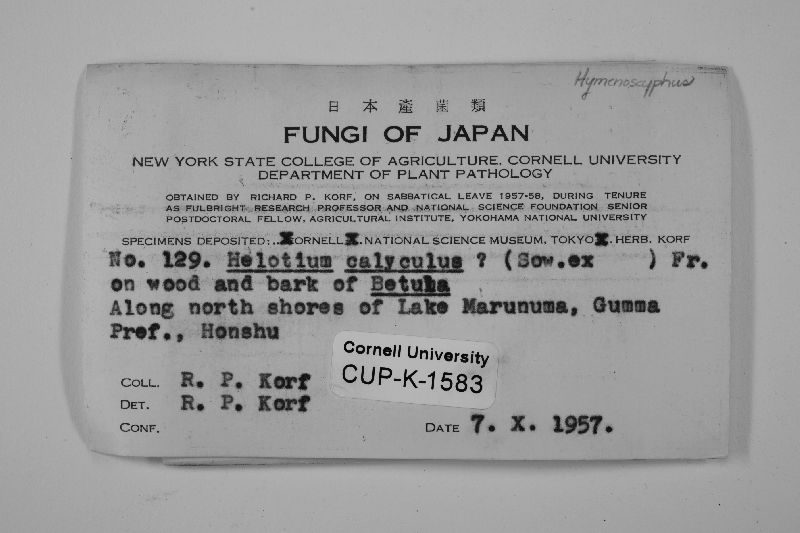 Hymenoscyphus
日本產菌類
FUNGI OF JAPAN
NEW YORK STATE COLLEGE OF AGRICULTURE, CORNELL UNIVERSITY
DEPARTMENT OF PLANT PATHOLOGY
OBTAINED BY RICHARD P. KORF, ON SABBATICAL LEAVE 1957-58, DURING TENURE
AS FULBRIGHT RESEARCH PROFESSOR AND NATIONAL SCIENCE FOUNDATION SENIOR
POSTDOCTORAL FELLOW, AGRICULTURAL INSTITUTE, YOKOHAMA NATIONAL UNIVERSITY
SPECIMENS DEPOSITED:..XCORNELL X.NATIONAL SCIENCE MUSEUM, TOKYO X.HERB. KORF
No. 129. Helotium calyculus ? (Sow.ex ) Fr.
on wood and bark of Betula
Along north shores of Lake Marunuma, Gumma
Pref., Honshu
Cornell University
CUP-K-1583
COLL. R. P. Korf
DET. R. P. Korf
CONF.
DATE 7. X. 1957.